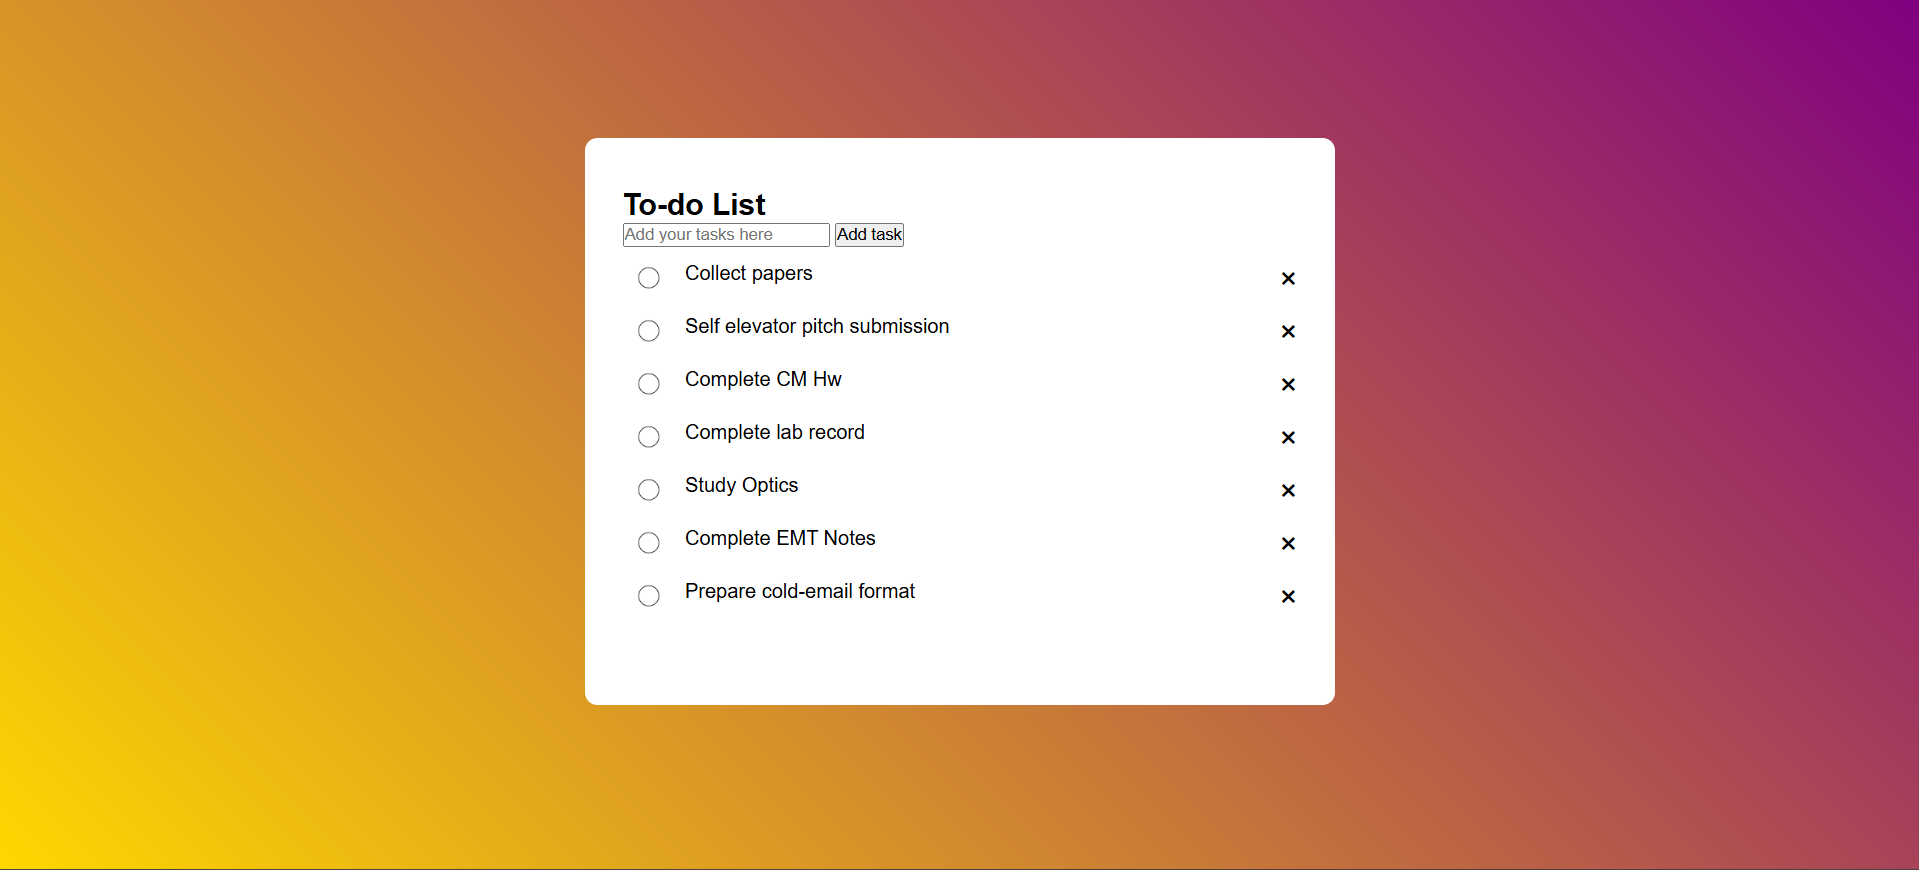 To-do List
Add your tasks here Add task
Collect papers ×
Self elevator pitch submission ×
Complete CM Hw ×
Complete lab record ×
Study Optics ×
Complete EMT Notes ×
Prepare cold-email format ×